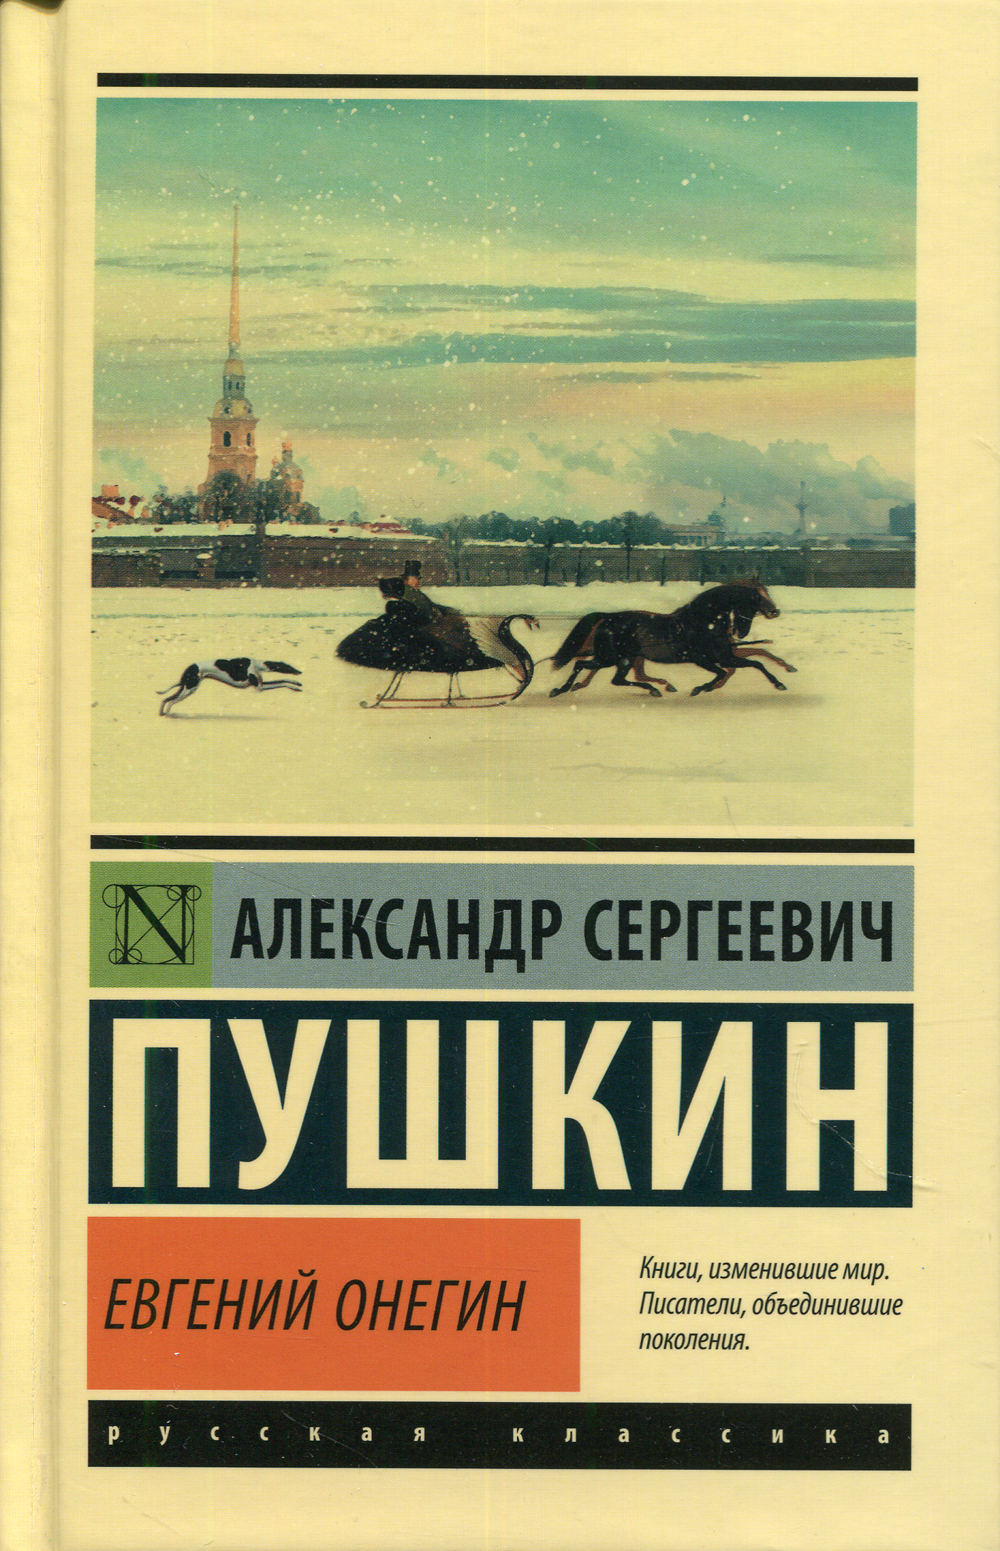 N
АЛЕКСАНДР СЕРГЕЕВИЧ
ПУШКИН
ЕВГЕНИЙ ОНЕГИН
Книги, изменившие мир.
Писатели, объединившие
поколения.
русская классика